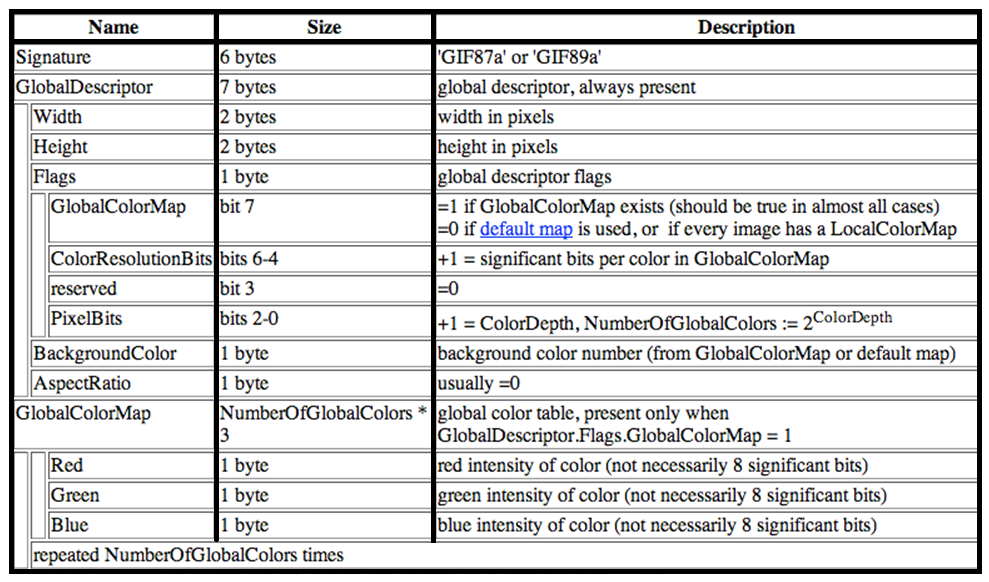 Name Size Description
Signature 6 bytes 'GIF87a' or 'GIF89a'
GlobalDescriptor 7 bytes global descriptor, always present
Width 2 bytes width in pixels
Height 2 bytes height in pixels
Flags 1 byte global descriptor flags
GlobalColorMap bit 7 =1 if GlobalColorMap exists (should be true in almost all cases)
=0 if default map is used, or if every image has a LocalColorMap
ColorResolutionBits bits 6-4 +1 = significant bits per color in GlobalColorMap
reserved bit 3 =0
PixelBits bits 2-0 +1 = ColorDepth, NumberOfGlobalColors := 2^ColorDepth
BackgroundColor 1 byte background color number (from GlobalColorMap or default map)
AspectRatio 1 byte usually =0
GlobalColorMap NumberOfGlobalColors * global color table, present only when
3 GlobalDescriptor.Flags.GlobalColorMap = 1
Red 1 byte red intensity of color (not necessarily 8 significant bits)
Green 1 byte green intensity of color (not necessarily 8 significant bits)
Blue 1 byte blue intensity of color (not necessarily 8 significant bits)
repeated NumberOfGlobalColors times